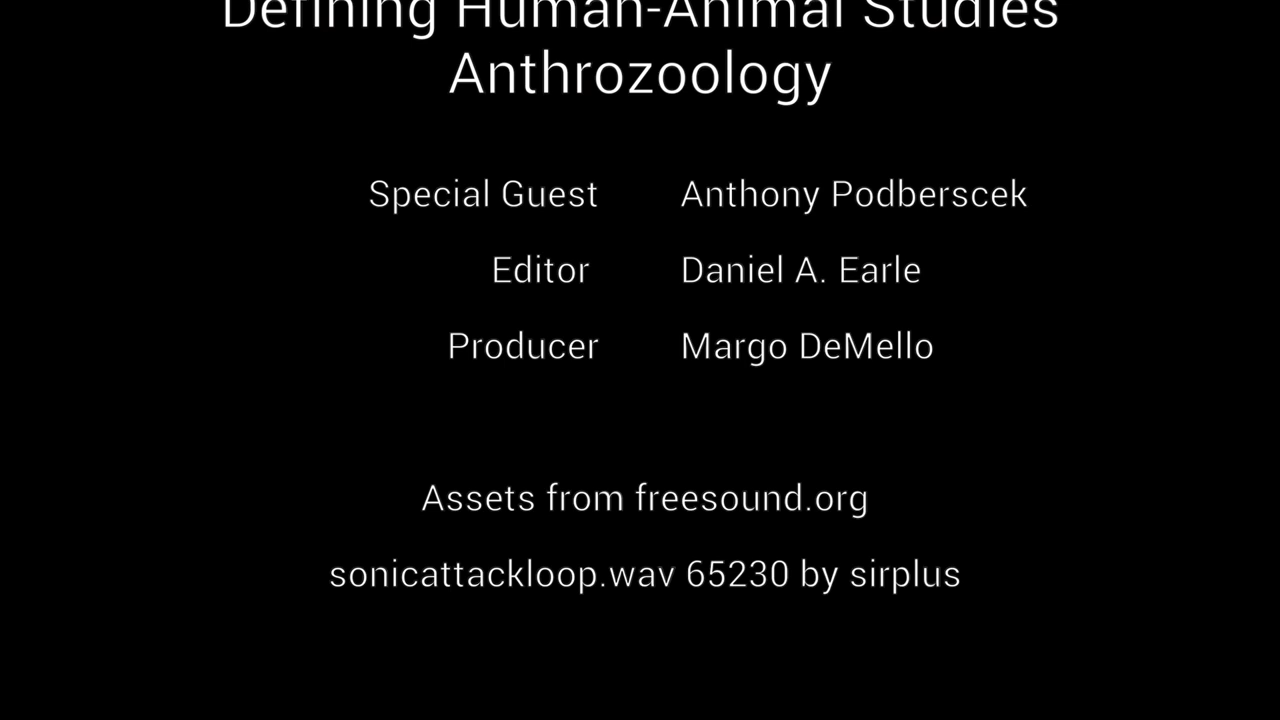 Defining Human-Animal Studies
Anthrozoology
Special Guest Anthony Podberscek
Editor Daniel A. Earle
Producer Margo DeMello
Assets from freesound.org
sonicattackloop.wav 65230 by sirplus